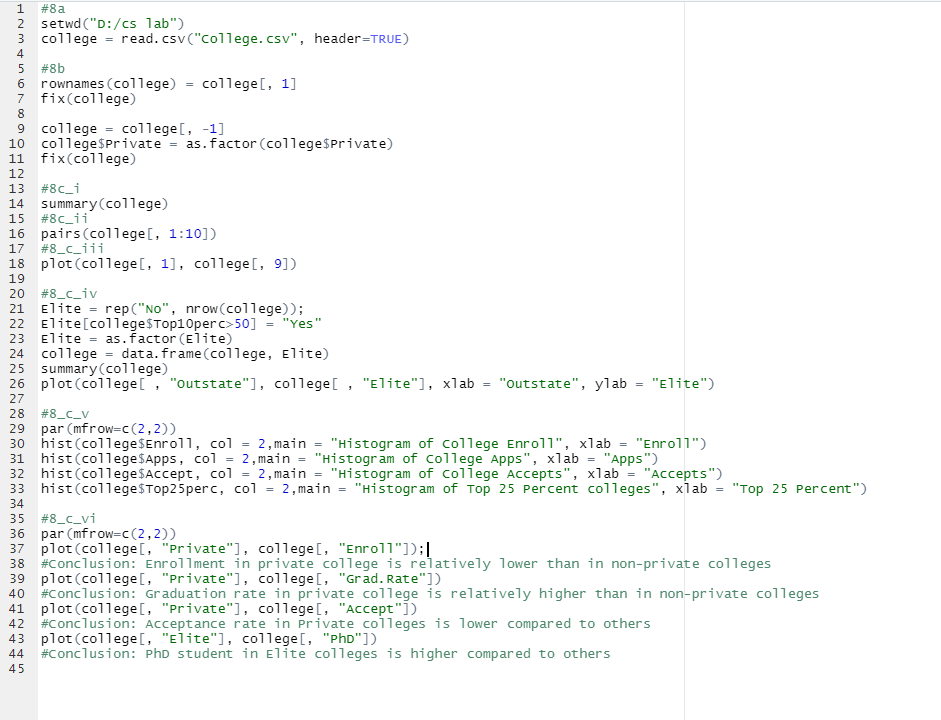 1 #8a
2 setwd("D:/cs lab")
3 college = read.csv("College.csv", header=TRUE)
4
5 #8b
6 rownames(college) = college[, 1]
7 fix(college)
8
9 college = college[, -1]
10 college$Private = as.factor(college$Private)
11 fix(college)
12
13 #8c_i
14 summary(college)
15 #8c_ii
16 pairs(college[, 1:10])
17 #8_c_iii
18 plot(college[, 1], college[, 9])
19
20 #8_c_iv
21 Elite = rep("No", nrow(college));
22 Elite[college$Top10perc>50] = "Yes"
23 Elite = as.factor(Elite)
24 college = data.frame(college, Elite)
25 summary(college)
26 plot(college[ , "Outstate"], college[ , "Elite"], xlab = "Outstate", ylab = "Elite")
27
28 #8_c_v
29 par(mfrow=c(2,2))
30 hist(college$Enroll, col = 2,main = "Histogram of College Enroll", xlab = "Enroll")
31 hist(college$Apps, col = 2,main = "Histogram of College Apps", xlab = "Apps")
32 hist(college$Accept, col = 2,main = "Histogram of College Accepts", xlab = "Accepts")
33 hist(college$Top25perc, col = 2,main = "Histogram of Top 25 Percent colleges", xlab = "Top 25 Percent")
34
35 #8_c_vi
36 par(mfrow=c(2,2))
37 plot(college[, "Private"], college[, "Enroll"]);
38 #Conclusion: Enrollment in private college is relatively lower than in non-private colleges
39 plot(college[, "Private"], college[, "Grad.Rate"])
40 #Conclusion: Graduation rate in private college is relatively higher than in non-private colleges
41 plot(college[, "Private"], college[, "Accept"])
42 #Conclusion: Acceptance rate in Private colleges is lower compared to others
43 plot(college[, "Elite"], college[, "PhD"])
44 #Conclusion: PhD student in Elite colleges is higher compared to others
45